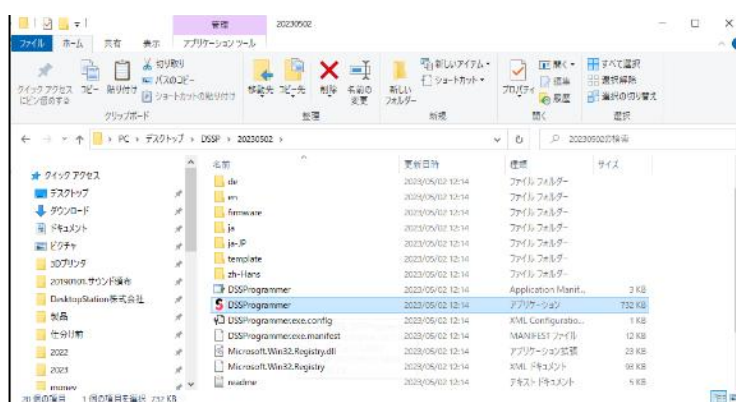 管理
20230502
ファイル
ホーム
共有
表示
アプリケーション ツール
クイック アクセス
にピン留めする
コピー
貼り付け
切り取り
パスのコピー
ショートカットの貼り付け
クリップボード
移動先
コピー先
削除
名前の
変更
整理
新しい
フォルダー
新しいアイテム
ショートカット
新規
プロパティ
開く
編集
履歴
開く
すべて選択
選択解除
選択の切り替え
選択
PC › デスクトップ › DSSP › 20230502 ›
20230502の検索
クイック アクセス
デスクトップ
ダウンロード
ドキュメント
ピクチャ
3Dプリンタ
20190101.サウンド頒布
DesktopStation株式会社
製品
仕分け前
2022
2023
money
名前 更新日時 種類 サイズ
de 2023/05/02 12:14 ファイル フォルダー
en 2023/05/02 12:14 ファイル フォルダー
firmware 2023/05/02 12:14 ファイル フォルダー
ja 2023/05/02 12:14 ファイル フォルダー
ja-JP 2023/05/02 12:14 ファイル フォルダー
template 2023/05/02 12:14 ファイル フォルダー
zh-Hans 2023/05/02 12:14 ファイル フォルダー
DSSProgrammer 2023/05/02 12:14 Application Manif... 3 KB
DSSProgrammer 2023/05/02 12:14 アプリケーション 732 KB
DSSProgrammer.exe.config 2023/05/02 12:14 XML Configuratio... 1 KB
DSSProgrammer.exe.manifest 2023/05/02 12:14 MANIFEST ファイル 12 KB
Microsoft.Win32.Registry.dll 2023/05/02 12:14 アプリケーション拡張 23 KB
Microsoft.Win32.Registry 2023/05/02 12:14 XML ドキュメント 93 KB
readme 2023/05/02 12:14 テキスト ドキュメント 5 KB
20 個の項目 1 個の項目を選択 732 KB